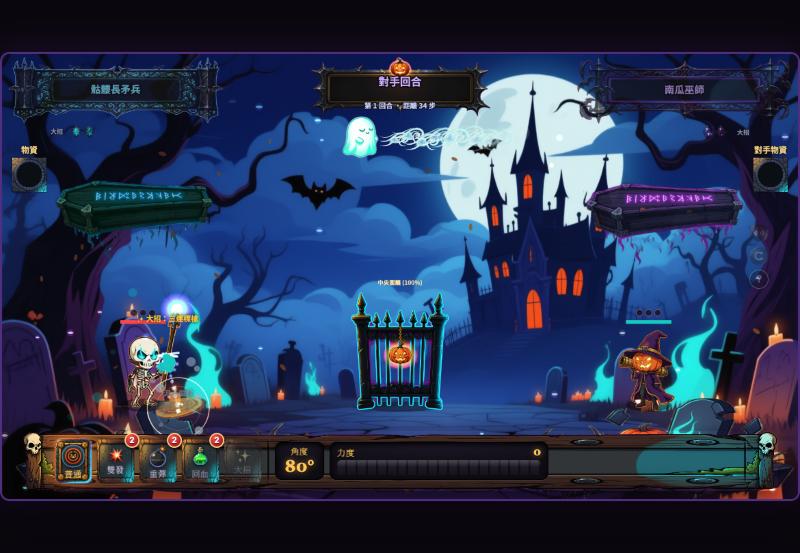 骷髏長矛兵
對手回合
南瓜巫師
第 1 回合 · 距離 34 步
大招
大招
物資
對手物資
中央圍欄 (100%)
大招：三連標槍
普通
雙發
2
重彈
2
回血
2
大招
角度
80°
力度
0